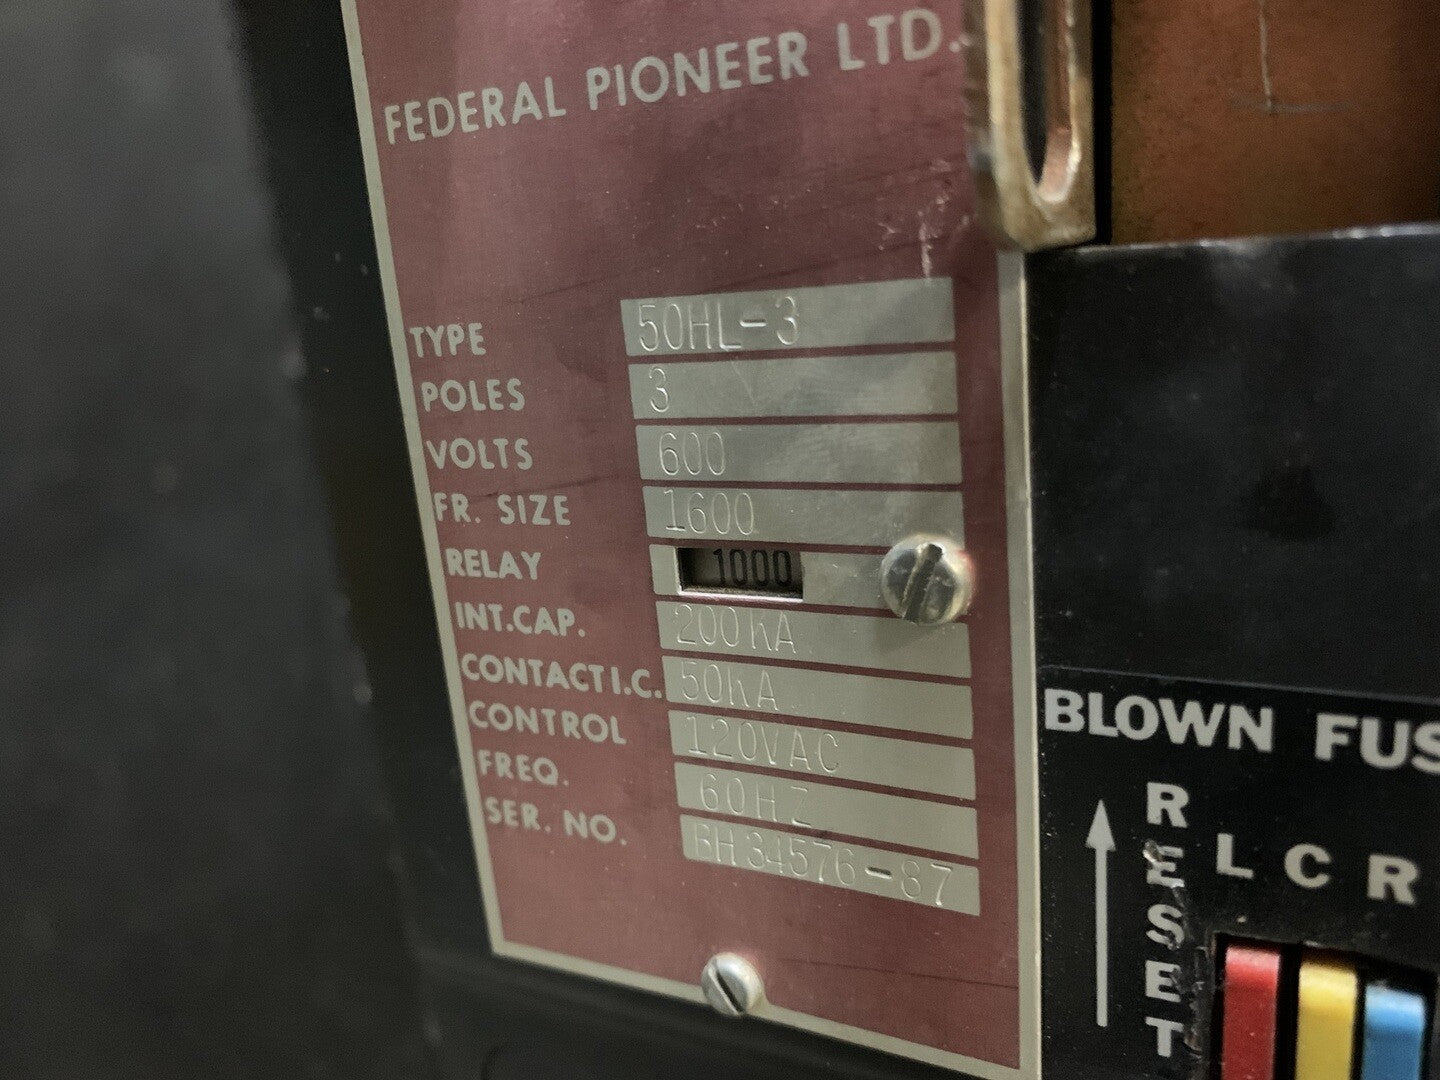 FEDERAL PIONEER LTD.
TYPE 50HL-3
POLES 3
VOLTS 600
FR. SIZE 1600
RELAY 1000
INT.CAP. 200kA
CONTACT I.C. 50kA
CONTROL 120VAC
FREQ. 60HZ
SER. NO. BH34576-87
BLOWN FUS
RESET
L C R